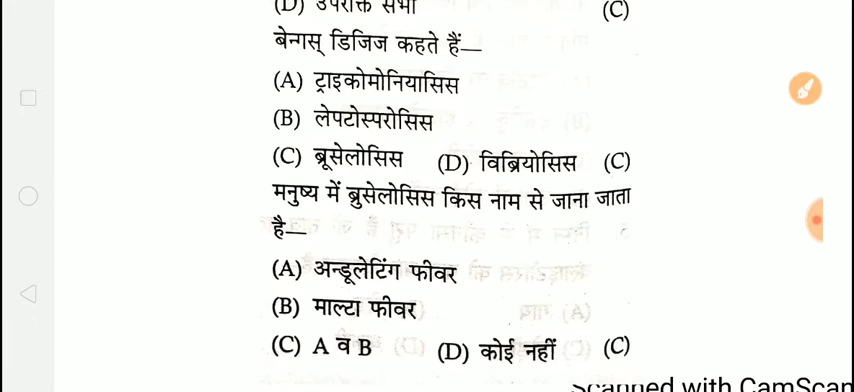 (D) उपरोक्त सभी (C)
बेन्गस् डिजिज कहते हैं—
(A) ट्राइकोमोनियासिस
(B) लेपटोस्परोसिस
(C) ब्रूसेलोसिस (D) विब्रियोसिस (C)
मनुष्य में ब्रुसेलोसिस किस नाम से जाना जाता
है—
(A) अन्डूलेटिंग फीवर
(B) माल्टा फीवर
(C) A व B (D) कोई नहीं (C)
Scanned with CamScan